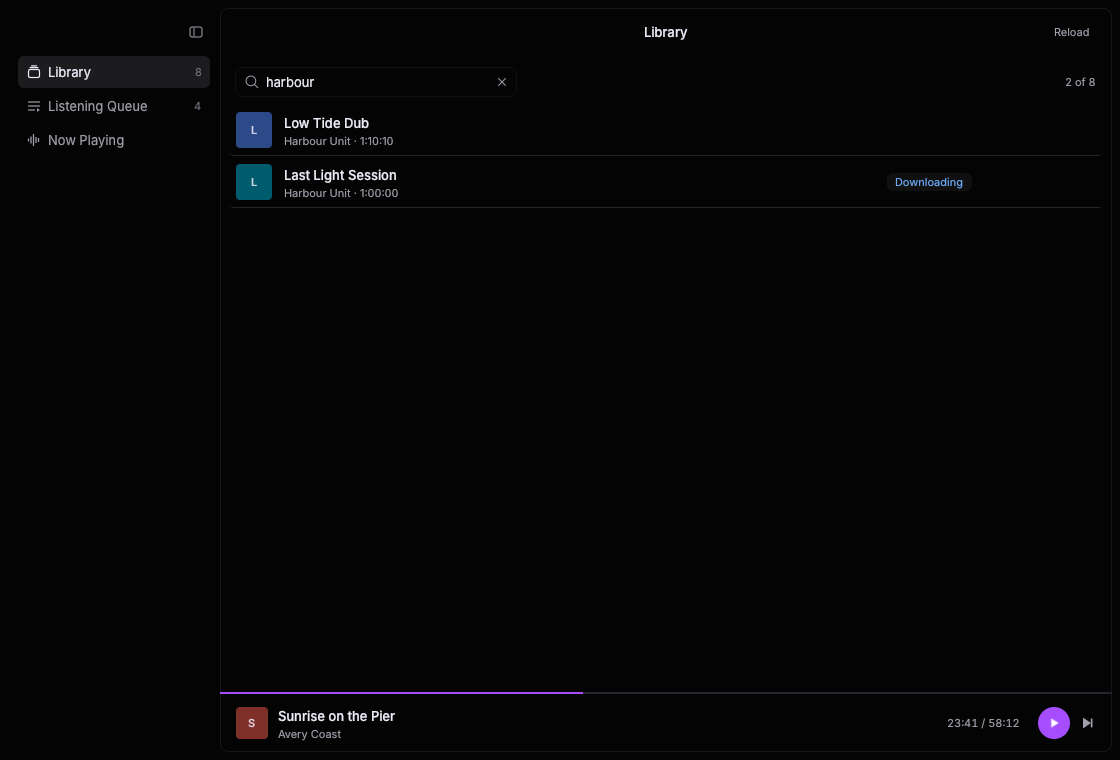 Library
Reload
Library 8
Listening Queue 4
Now Playing
harbour
2 of 8
L
Low Tide Dub
Harbour Unit · 1:10:10
L
Last Light Session
Harbour Unit · 1:00:00
Downloading
S
Sunrise on the Pier
Avery Coast
23:41 / 58:12